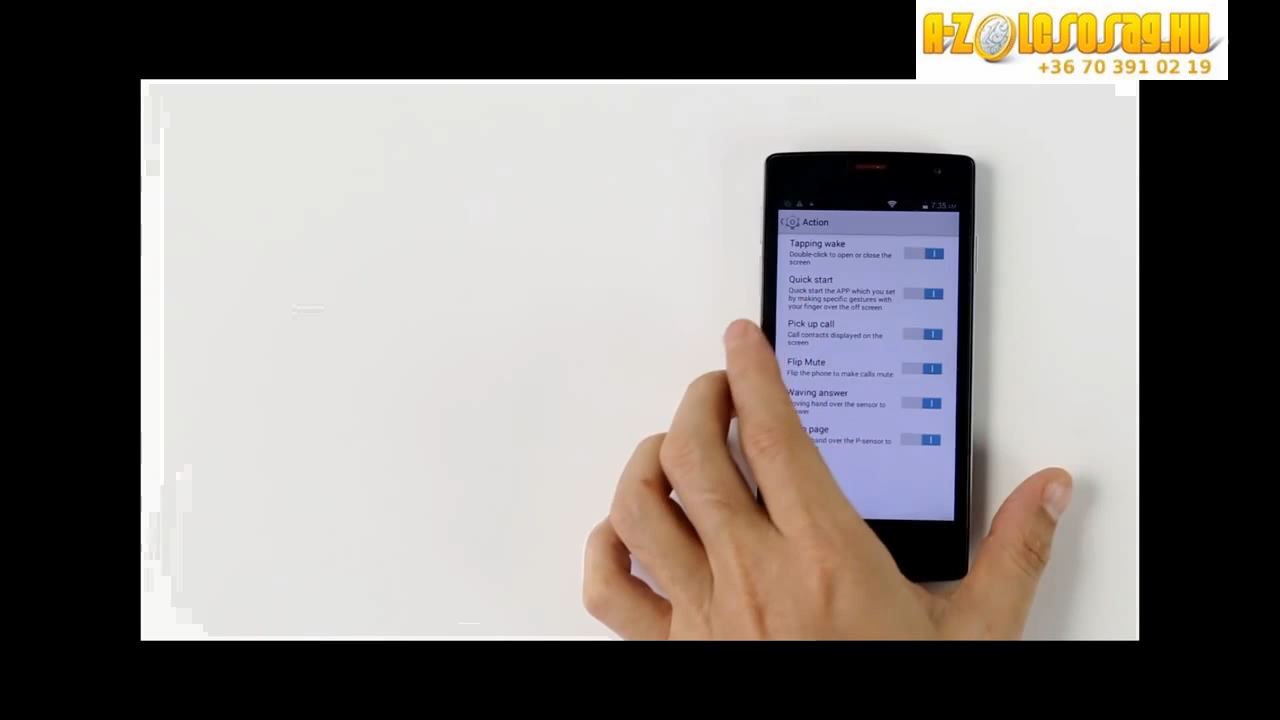 A-ZOLCSOSAG.HU
+36 70 391 02 19
7:35
Action
Tapping wake
Double-click to open or close the
screen
Quick start
Quick start the APP which you set
by making specific gestures with
your finger over the off screen
Pick up call
Call contacts displayed on the
screen
Flip Mute
Flip the phone to make calls mute
Waving answer
hand over the sensor to
page
hand over the P-sensor to